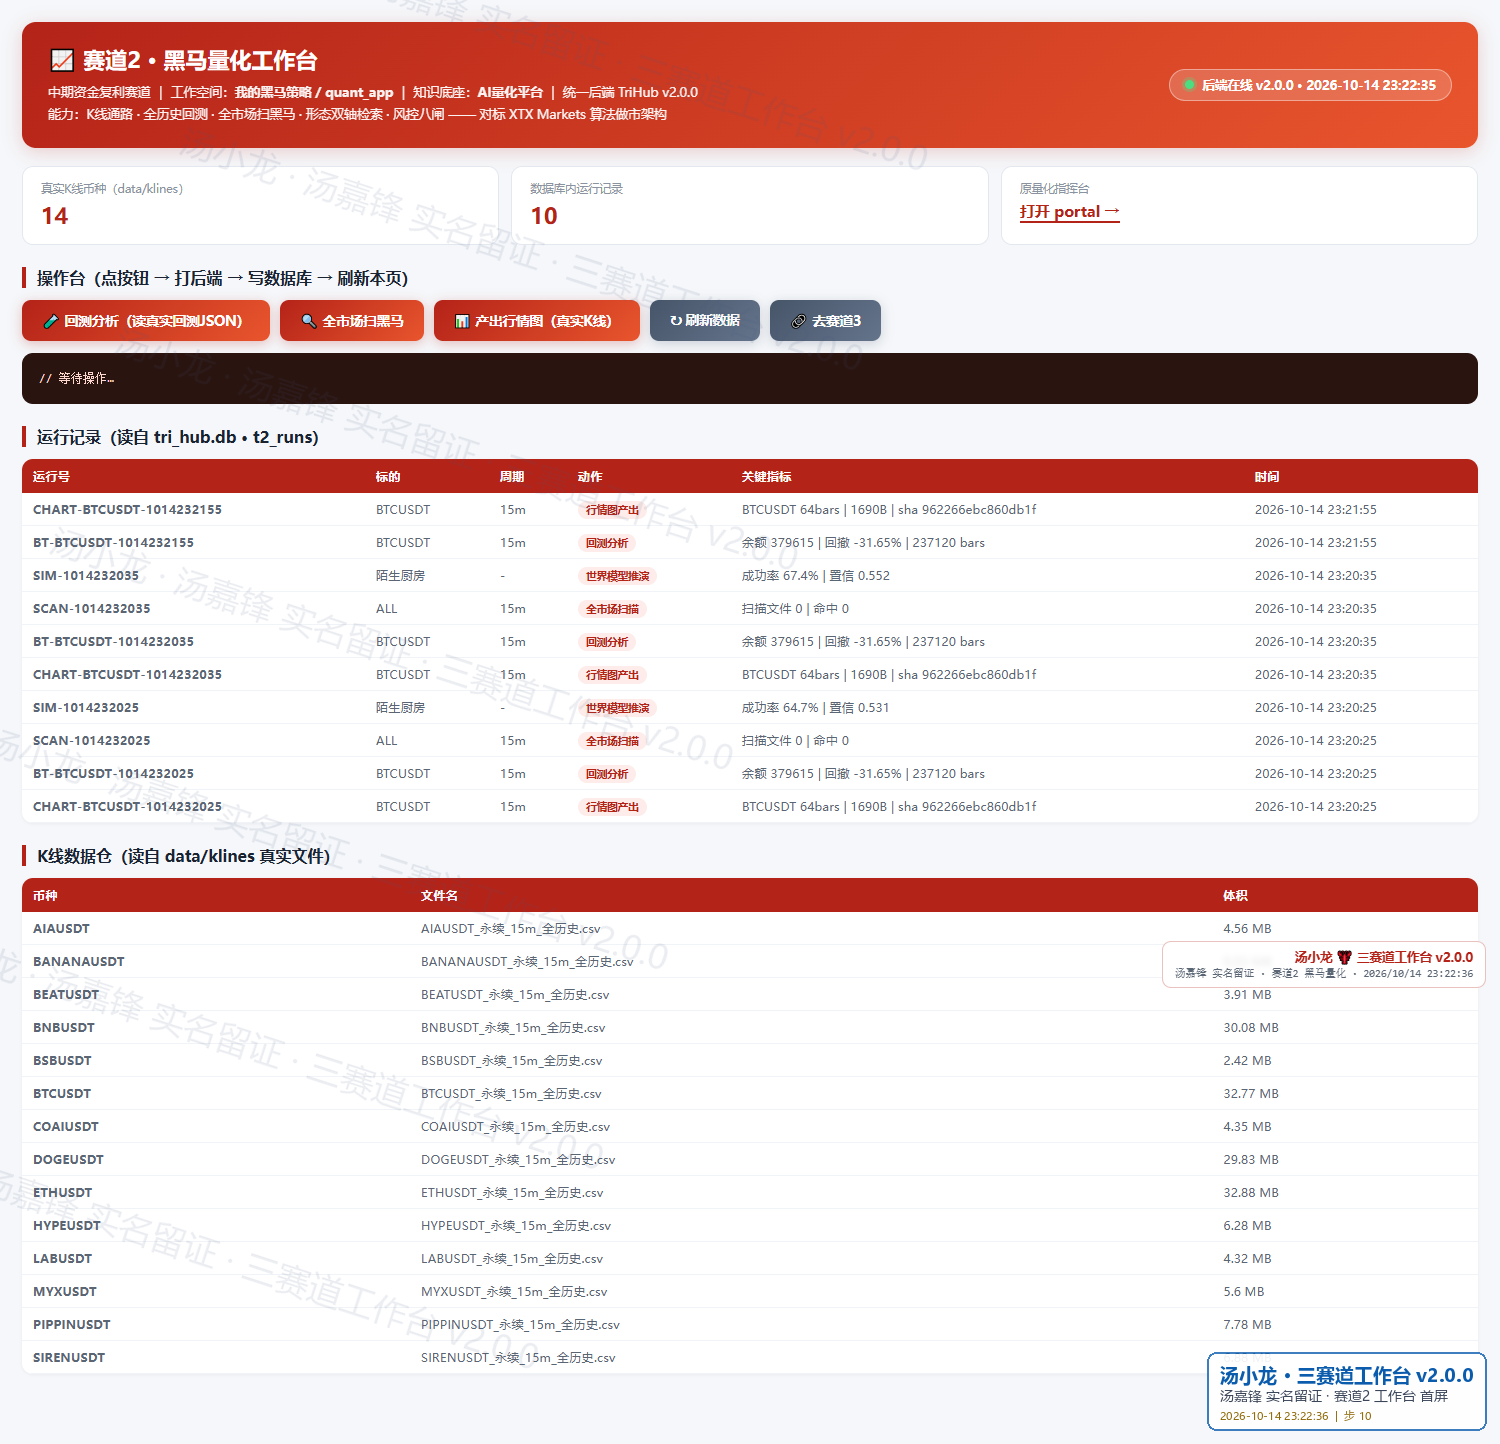 赛道2 • 黑马量化工作台
中期资金复利赛道 | 工作空间：我的黑马策略 / quant_app | 知识底座：AI量化平台 | 统一后端 TriHub v2.0.0
能力：K线通路 · 全历史回测 · 全市场扫黑马 · 形态双轴检索 · 风控八闸 —— 对标 XTX Markets 算法做市架构
后端在线 v2.0.0 • 2026-10-14 23:22:35
真实K线币种（data/klines）
14
数据库内运行记录
10
原量化指挥台
打开 portal →
操作台（点按钮 → 打后端 → 写数据库 → 刷新本页）
回测分析（读真实回测JSON）
全市场扫黑马
产出行情图（真实K线）
↻ 刷新数据
去赛道3
// 等待操作…
运行记录（读自 tri_hub.db • t2_runs）
运行号 标的 周期 动作 关键指标 时间
CHART-BTCUSDT-1014232155 BTCUSDT 15m 行情图产出 BTCUSDT 64bars | 1690B | sha 962266ebc860db1f 2026-10-14 23:21:55
BT-BTCUSDT-1014232155 BTCUSDT 15m 回测分析 余额 379615 | 回撤 -31.65% | 237120 bars 2026-10-14 23:21:55
SIM-1014232035 陌生厨房 - 世界模型推演 成功率 67.4% | 置信 0.552 2026-10-14 23:20:35
SCAN-1014232035 ALL 15m 全市场扫描 扫描文件 0 | 命中 0 2026-10-14 23:20:35
BT-BTCUSDT-1014232035 BTCUSDT 15m 回测分析 余额 379615 | 回撤 -31.65% | 237120 bars 2026-10-14 23:20:35
CHART-BTCUSDT-1014232035 BTCUSDT 15m 行情图产出 BTCUSDT 64bars | 1690B | sha 962266ebc860db1f 2026-10-14 23:20:35
SIM-1014232025 陌生厨房 - 世界模型推演 成功率 64.7% | 置信 0.531 2026-10-14 23:20:25
SCAN-1014232025 ALL 15m 全市场扫描 扫描文件 0 | 命中 0 2026-10-14 23:20:25
BT-BTCUSDT-1014232025 BTCUSDT 15m 回测分析 余额 379615 | 回撤 -31.65% | 237120 bars 2026-10-14 23:20:25
CHART-BTCUSDT-1014232025 BTCUSDT 15m 行情图产出 BTCUSDT 64bars | 1690B | sha 962266ebc860db1f 2026-10-14 23:20:25
K线数据仓（读自 data/klines 真实文件）
币种 文件名 体积
AIAUSDT AIAUSDT_永续_15m_全历史.csv 4.56 MB
BANANAUSDT BANANAUSDT_永续_15m_全历史.csv
汤小龙 三赛道工作台 v2.0.0
汤嘉锋 实名留证 · 赛道2 黑马量化 · 2026/10/14 23:22:36
BEATUSDT BEATUSDT_永续_15m_全历史.csv 3.91 MB
BNBUSDT BNBUSDT_永续_15m_全历史.csv 30.08 MB
BSBUSDT BSBUSDT_永续_15m_全历史.csv 2.42 MB
BTCUSDT BTCUSDT_永续_15m_全历史.csv 32.77 MB
COAIUSDT COAIUSDT_永续_15m_全历史.csv 4.35 MB
DOGEUSDT DOGEUSDT_永续_15m_全历史.csv 29.83 MB
ETHUSDT ETHUSDT_永续_15m_全历史.csv 32.88 MB
HYPEUSDT HYPEUSDT_永续_15m_全历史.csv 6.28 MB
LABUSDT LABUSDT_永续_15m_全历史.csv 4.32 MB
MYXUSDT MYXUSDT_永续_15m_全历史.csv 5.6 MB
PIPPINUSDT PIPPINUSDT_永续_15m_全历史.csv 7.78 MB
SIRENUSDT SIRENUSDT_永续_15m_全历史.csv
汤小龙 · 三赛道工作台 v2.0.0
汤嘉锋 实名留证 · 赛道2 工作台 首屏
2026-10-14 23:22:36 | 步 10
汤小龙 · 汤嘉锋 实名留证 · 三赛道工作台 v2.0.0